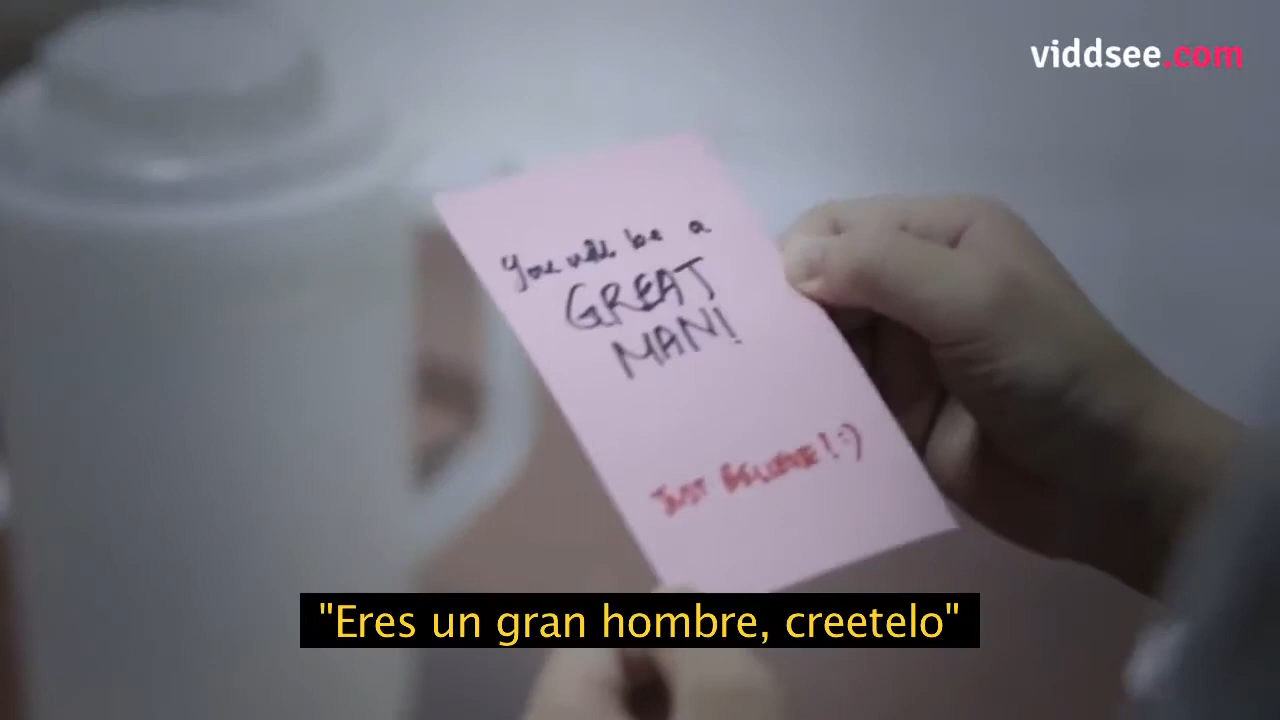 viddsee.com
You will be a
GREAT
MAN!
JUST BELIEVE! :)
"Eres un gran hombre, creetelo"